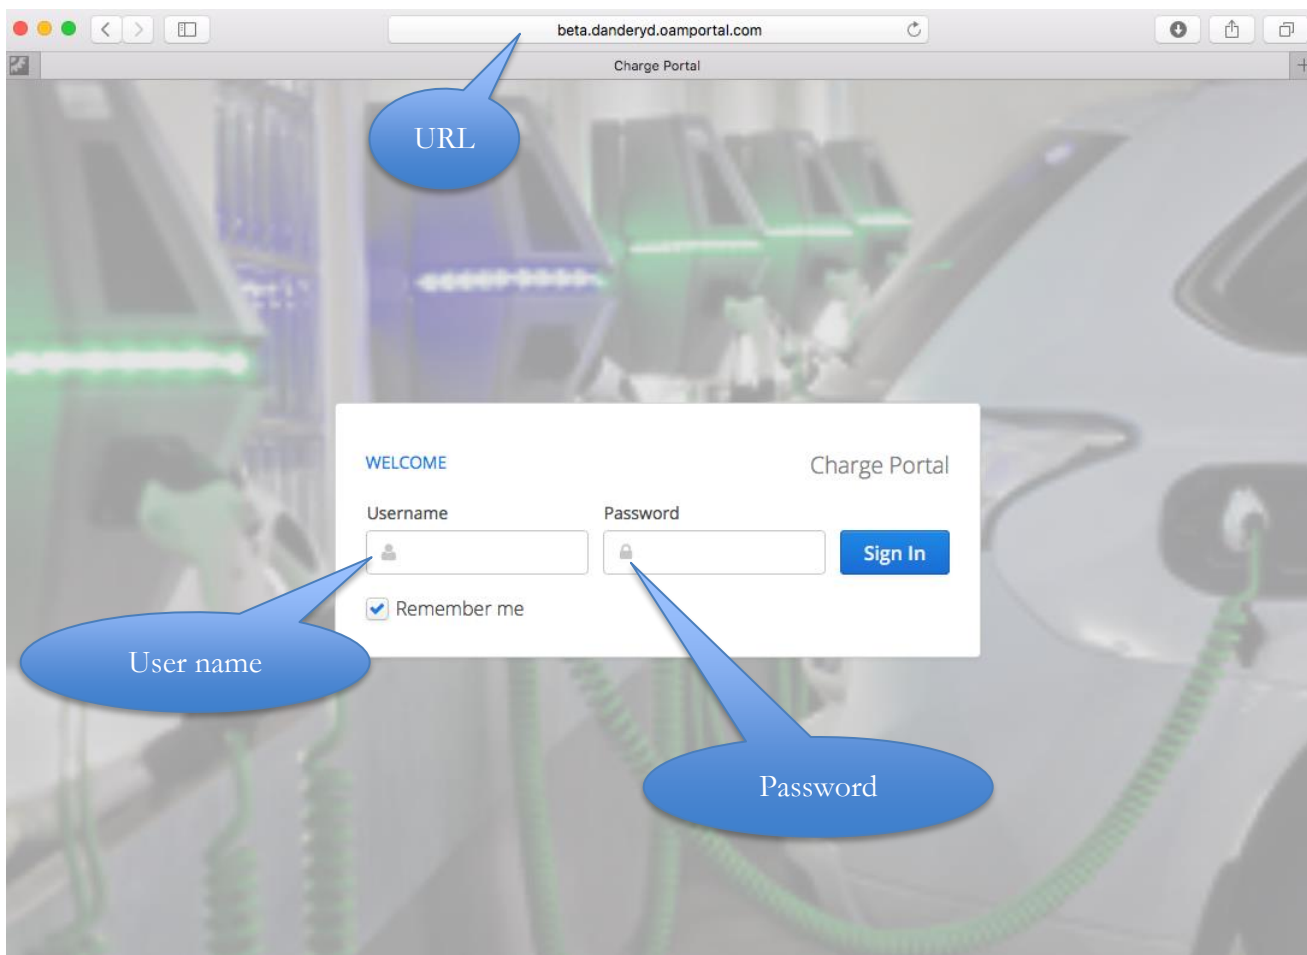 beta.danderyd.oamportal.com
Charge Portal
URL
WELCOME
Charge Portal
Username
Password
Sign In
Remember me
User name
Password